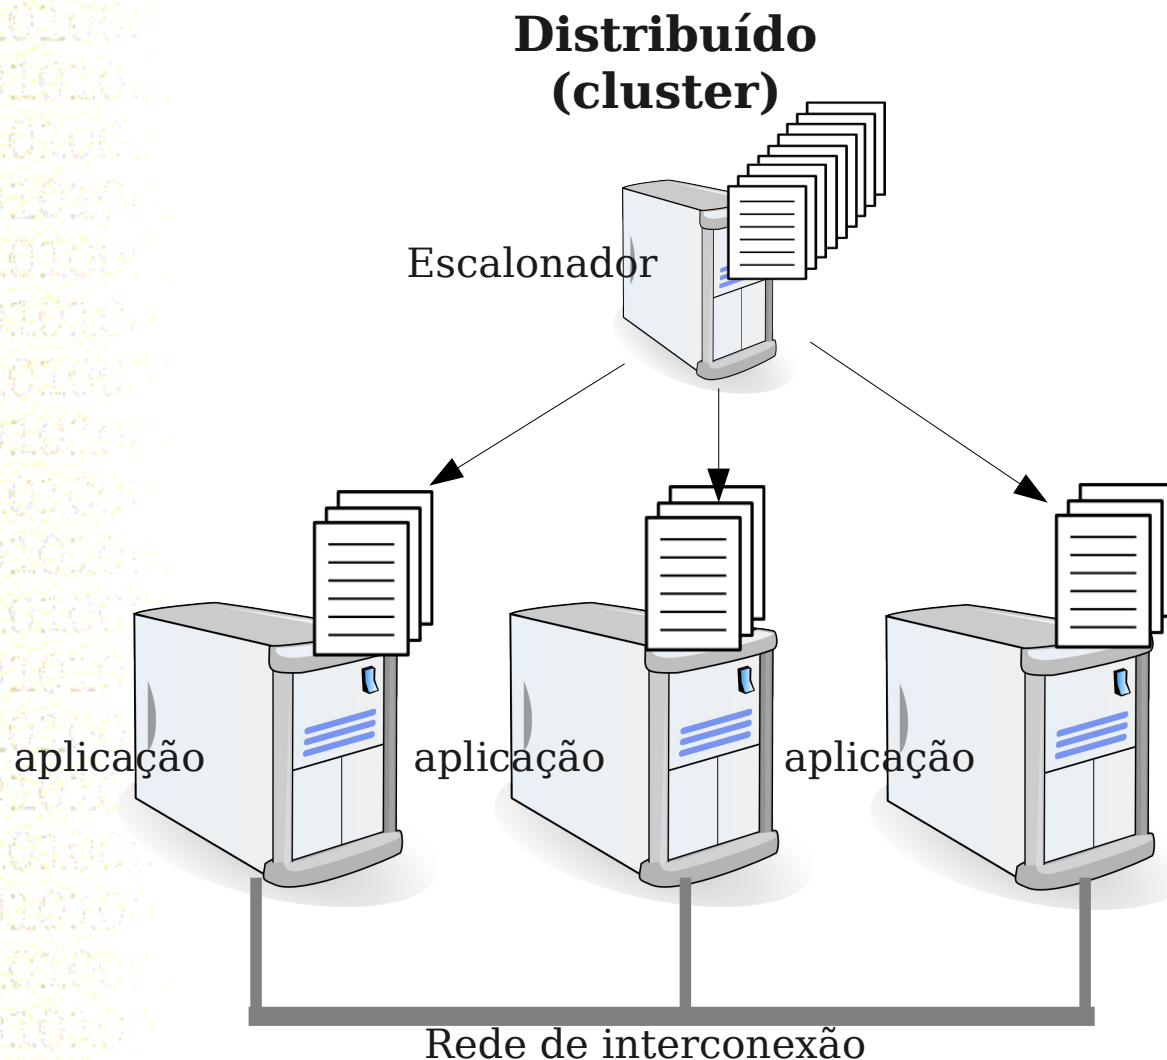 Distribuído
(cluster)
Escalonador
aplicação
aplicação
aplicação
Rede de interconexão